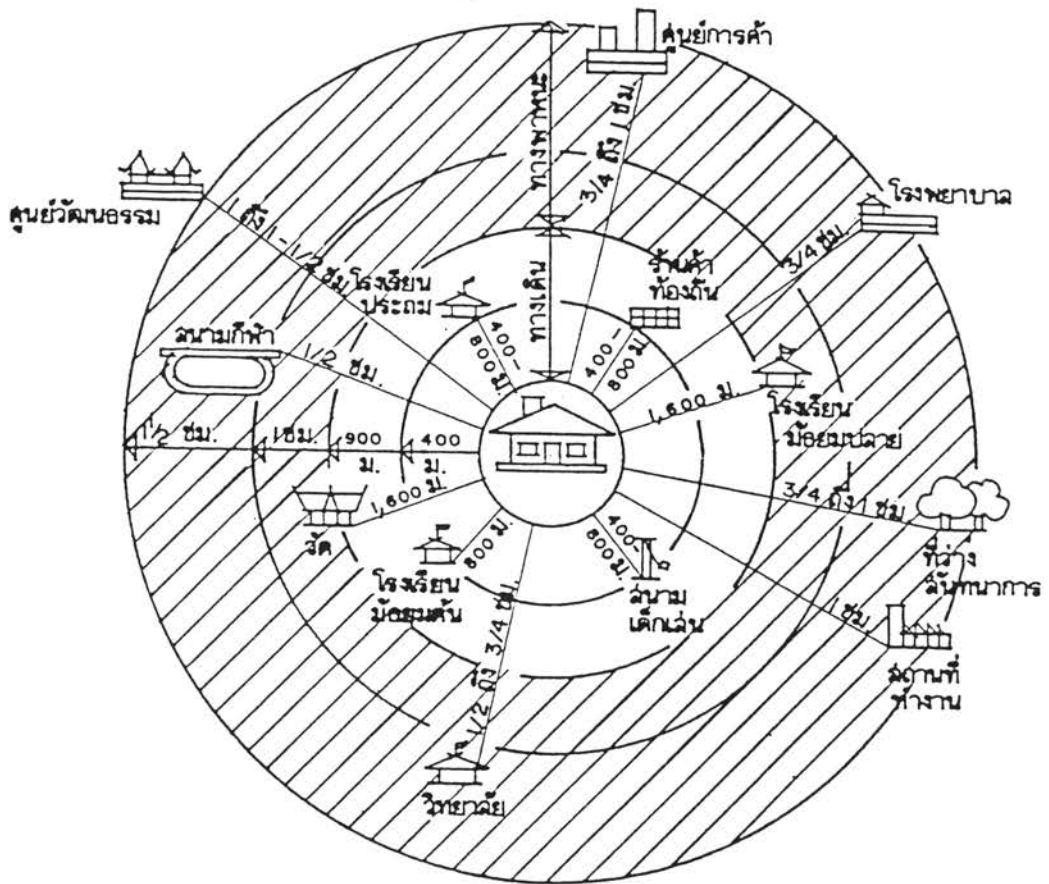 ศูนย์การค้า
ทางพาหนะ
3/4 ถึง 1 ชม.
ศูนย์วัฒนธรรม
1 ถึง 1-1/2 ชม.
โรงพยาบาล
3/4 ชม.
โรงเรียน
ประถม
400-
800 ม.
ทางเดิน
ร้านค้า
ท้องถิ่น
400-
800 ม.
สนามกีฬา
1/2 ชม.
1,600 ม.
โรงเรียน
มัธยมปลาย
1 1/2 ชม.
1 ชม.
900
ม.
400
ม.
1,600 ม.
วัด
3/4 ถึง 1 ชม
ที่ว่าง
สันทนาการ
โรงเรียน
มัธยมต้น
800 ม.
400-
800 ม.
สนาม
เด็กเล่น
1 ชม
สถานที่
ทำงาน
1/2 ถึง 3/4 ชม.
วิทยาลัย